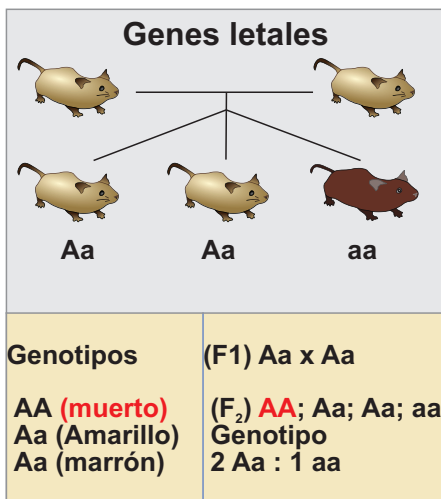 Genes letales
Aa Aa aa
Genotipos
AA (muerto)
Aa (Amarillo)
Aa (marrón)
(F1) Aa x Aa
(F₂) AA; Aa; Aa; aa
Genotipo
2 Aa : 1 aa